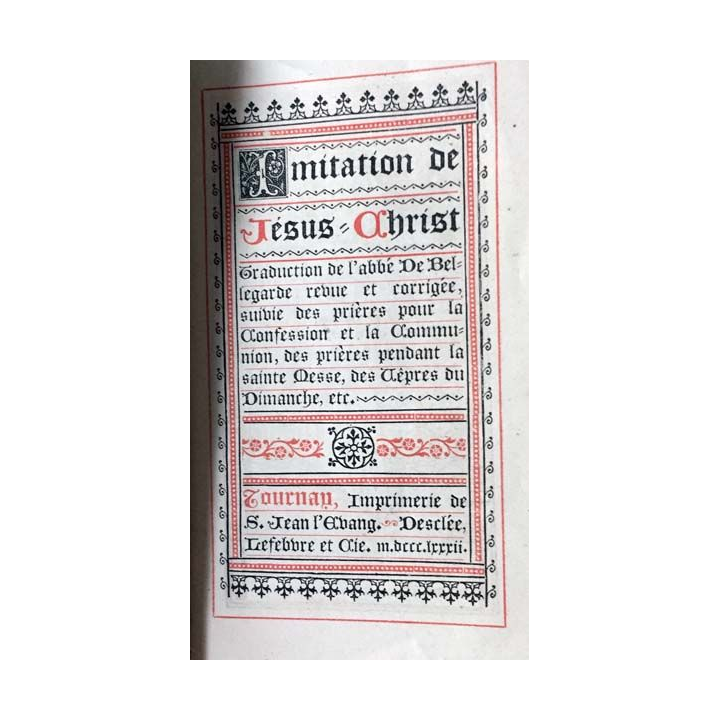 Imitation de
Jésus-Christ
Traduction de l'abbé De Bel-
legarde revue et corrigée,
suivie des prières pour la
Confession et la Commu-
nion, des prières pendant la
sainte Messe, des Vêpres du
Dimanche, etc.
Tournay, Imprimerie de
S. Jean l'Evang. Desclée,
Lefebvre et Cie. m.dccc.lxxxii.